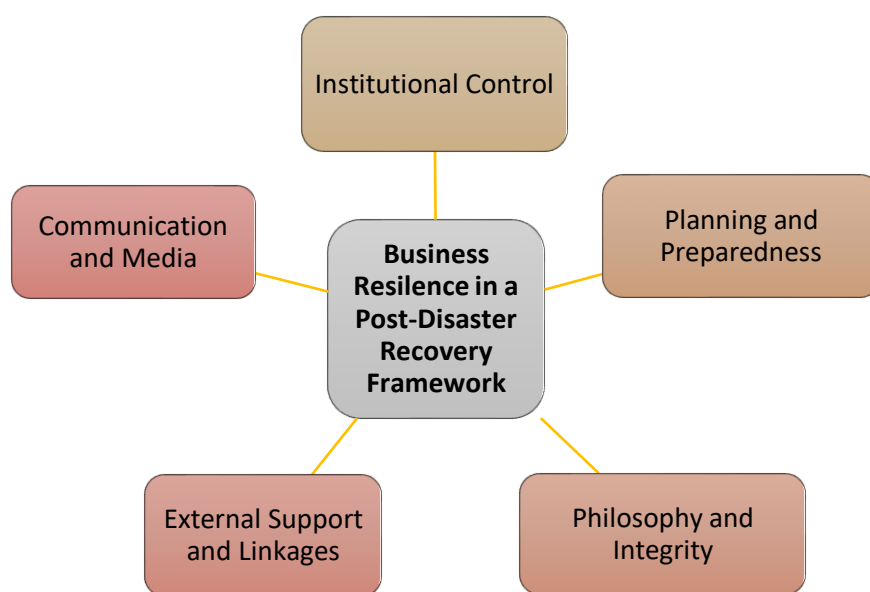 Institutional Control
Communication
and Media
Planning and
Preparedness
Business
Resilence in a
Post-Disaster
Recovery
Framework
External Support
and Linkages
Philosophy and
Integrity